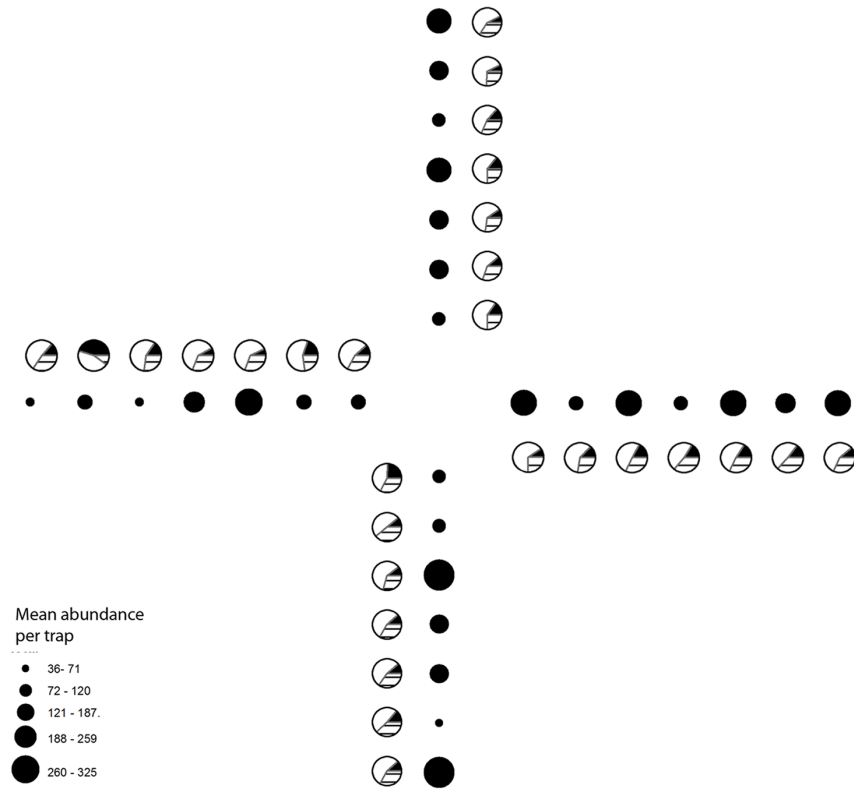 Mean abundance
per trap
36- 71
72 - 120
121 - 187.
188 - 259
260 - 325